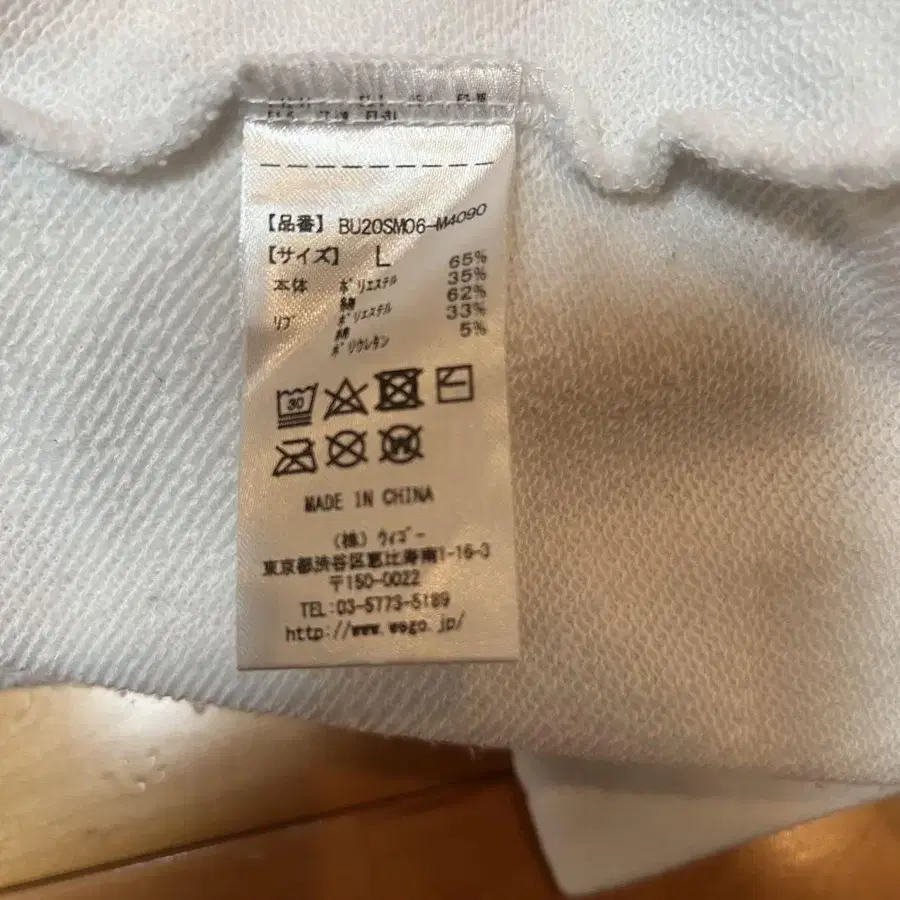 【品番】 BU20SM06-M4090
【サイズ】 L
本体 ポリエステル 65%
綿 35%
リブ ポリエステル 62%
綿 33%
ポリウレタン 5%
30
W
MADE IN CHINA
(株) ウィゴー
東京都渋谷区恵比寿南1-16-3
〒150-0022
TEL:03-5773-5189
http://www.wego.jp/